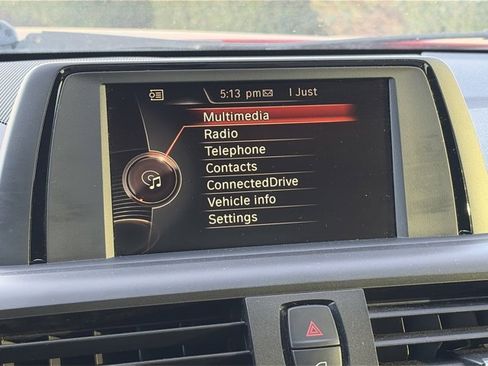 5:13 pm I Just
Multimedia
Radio
Telephone
Contacts
ConnectedDrive
Vehicle info
Settings